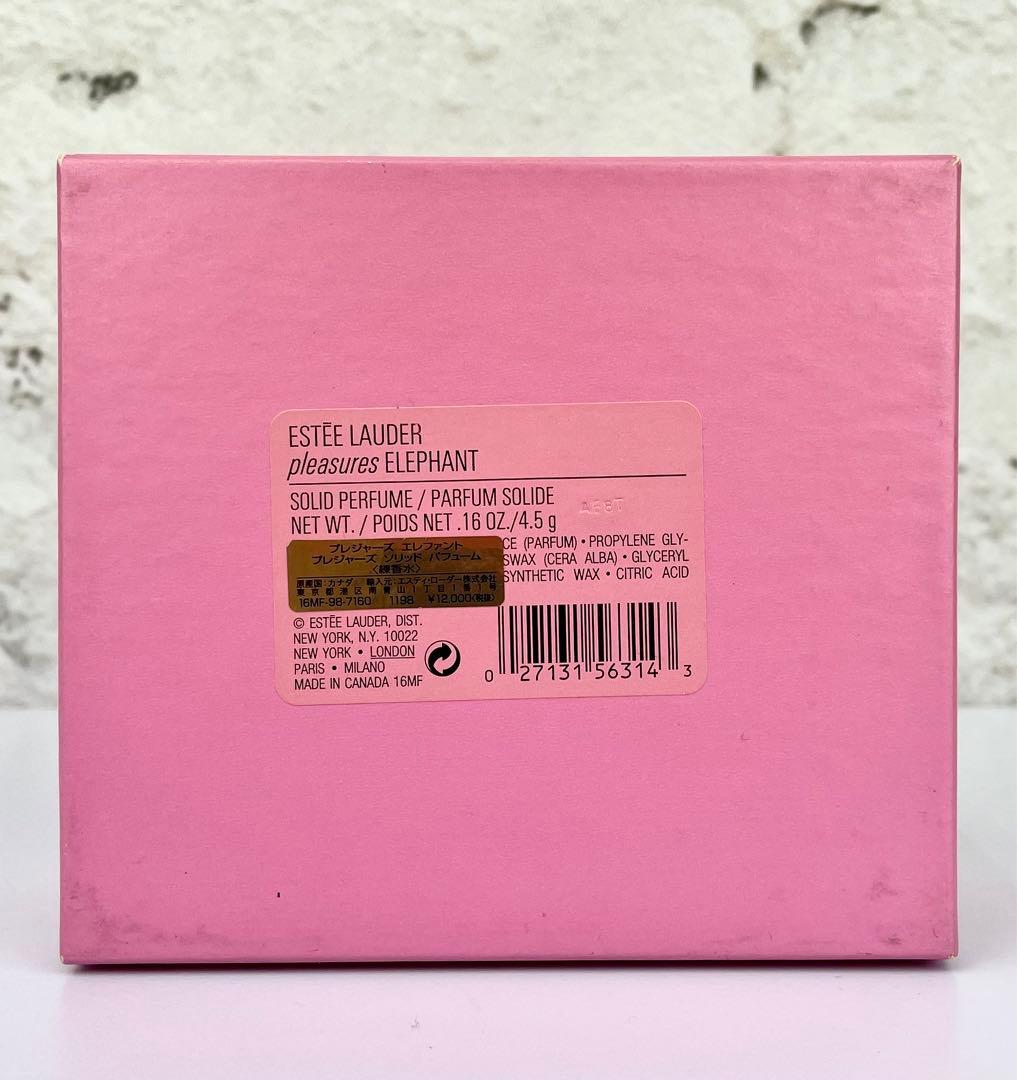 ESTĒE LAUDER
pleasures ELEPHANT
SOLID PERFUME / PARFUM SOLIDE
NET WT. / POIDS NET .16 OZ./4.5 g
A68T
CE (PARFUM) • PROPYLENE GLY-
SWAX (CERA ALBA) • GLYCERYL
SYNTHETIC WAX • CITRIC ACID
プレジャーズ エレファント
プレジャーズ ソリッド パフューム
〈練香水〉
原産国:カナダ 輸入元:エスティ・ローダー株式会社
東京都港区南青山1丁目1番1号
16MF-98-7160 1198 ¥12,000(税抜)
© ESTĒE LAUDER, DIST.
NEW YORK, N.Y. 10022
NEW YORK • LONDON
PARIS • MILANO
MADE IN CANADA 16MF
0 27131 56314 3